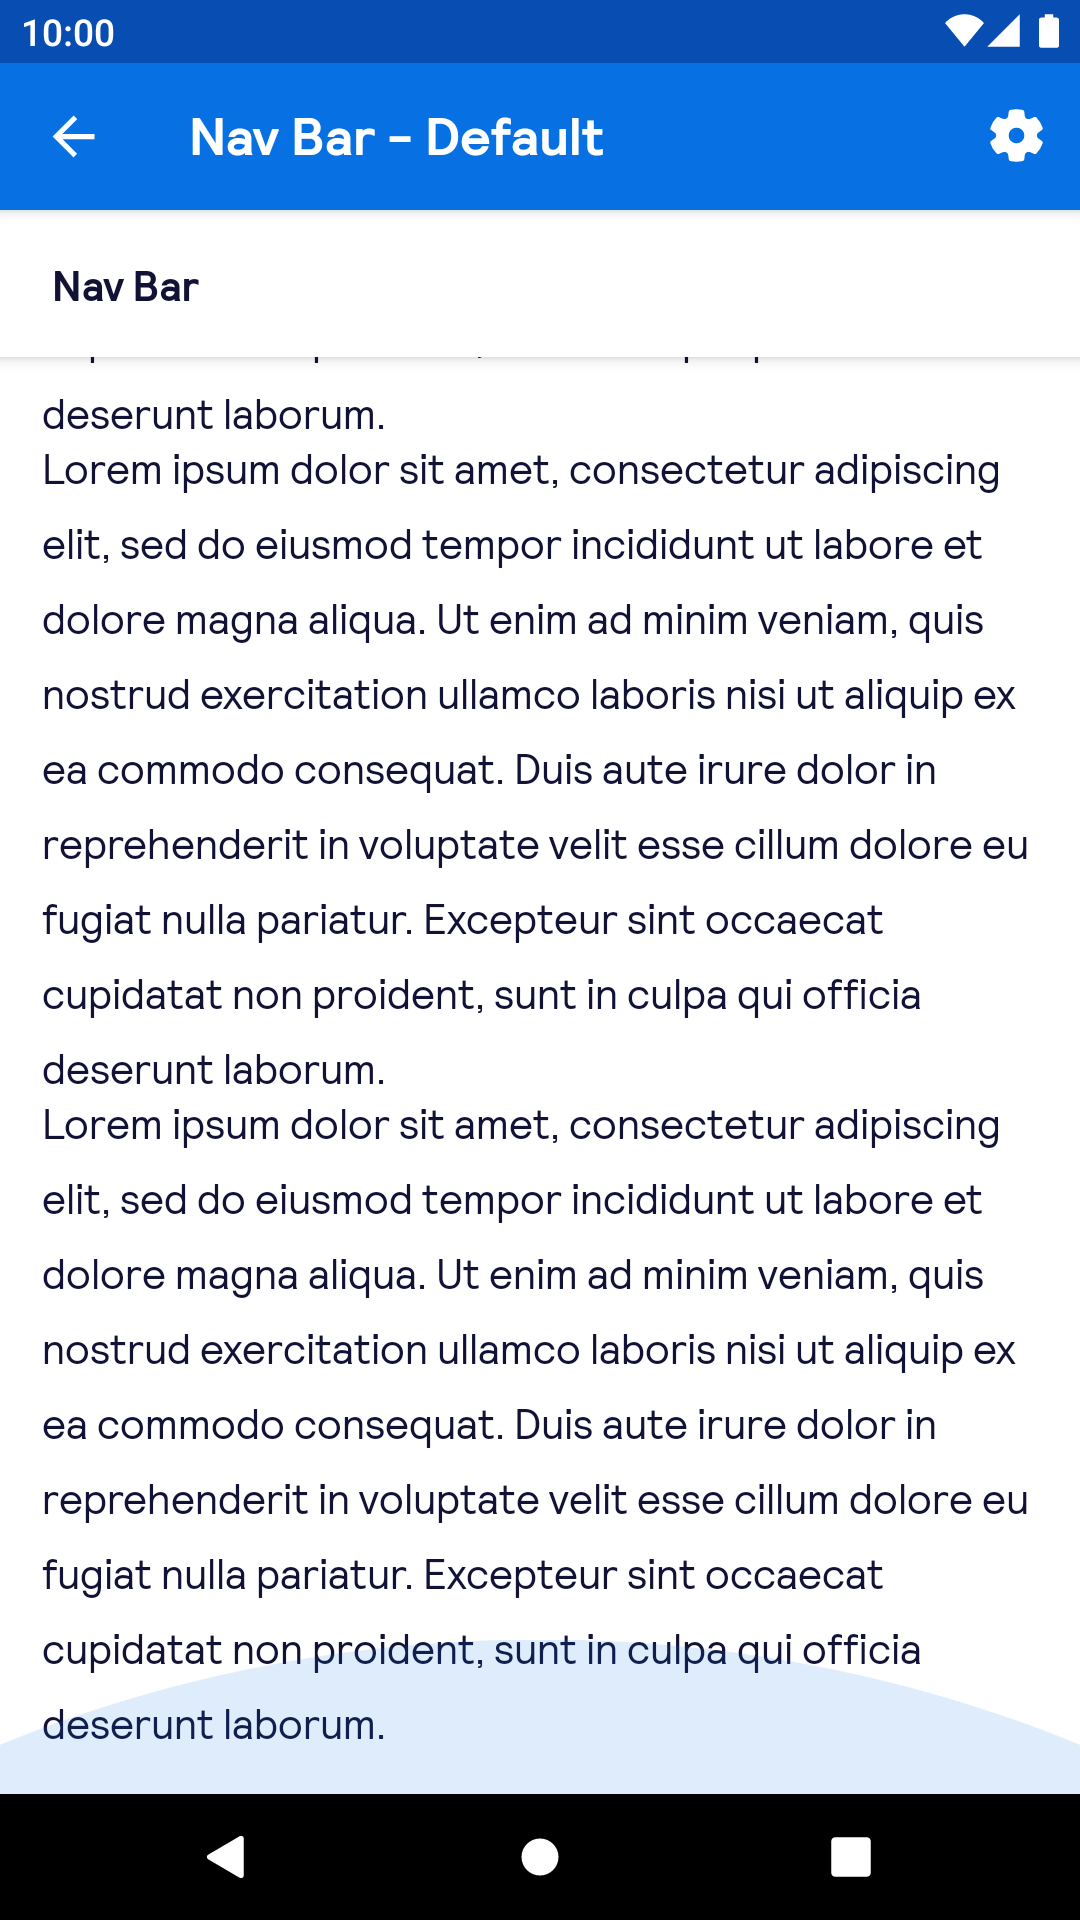 10:00
Nav Bar - Default
Nav Bar
deserunt laborum.
Lorem ipsum dolor sit amet, consectetur adipiscing
elit, sed do eiusmod tempor incididunt ut labore et
dolore magna aliqua. Ut enim ad minim veniam, quis
nostrud exercitation ullamco laboris nisi ut aliquip ex
ea commodo consequat. Duis aute irure dolor in
reprehenderit in voluptate velit esse cillum dolore eu
fugiat nulla pariatur. Excepteur sint occaecat
cupidatat non proident, sunt in culpa qui officia
deserunt laborum.
Lorem ipsum dolor sit amet, consectetur adipiscing
elit, sed do eiusmod tempor incididunt ut labore et
dolore magna aliqua. Ut enim ad minim veniam, quis
nostrud exercitation ullamco laboris nisi ut aliquip ex
ea commodo consequat. Duis aute irure dolor in
reprehenderit in voluptate velit esse cillum dolore eu
fugiat nulla pariatur. Excepteur sint occaecat
cupidatat non proident, sunt in culpa qui officia
deserunt laborum.